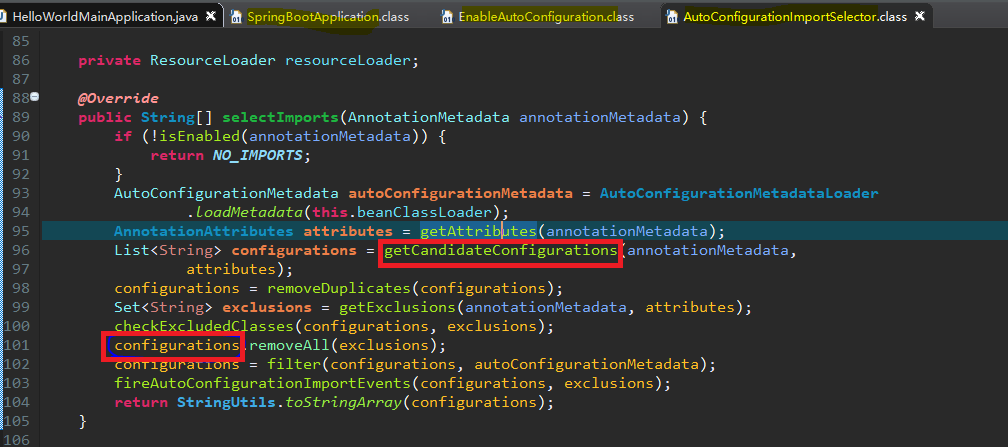 HelloWorldMainApplication.java SpringBootApplication.class EnableAutoConfiguration.class AutoConfigurationImportSelector.class
85
86 private ResourceLoader resourceLoader;
87
88 @Override
89 public String[] selectImports(AnnotationMetadata annotationMetadata) {
90 if (!isEnabled(annotationMetadata)) {
91 return NO_IMPORTS;
92 }
93 AutoConfigurationMetadata autoConfigurationMetadata = AutoConfigurationMetadataLoader
94 .loadMetadata(this.beanClassLoader);
95 AnnotationAttributes attributes = getAttributes(annotationMetadata);
96 List<String> configurations = getCandidateConfigurations(annotationMetadata,
97 attributes);
98 configurations = removeDuplicates(configurations);
99 Set<String> exclusions = getExclusions(annotationMetadata, attributes);
100 checkExcludedClasses(configurations, exclusions);
101 configurations.removeAll(exclusions);
102 configurations = filter(configurations, autoConfigurationMetadata);
103 fireAutoConfigurationImportEvents(configurations, exclusions);
104 return StringUtils.toStringArray(configurations);
105 }
106